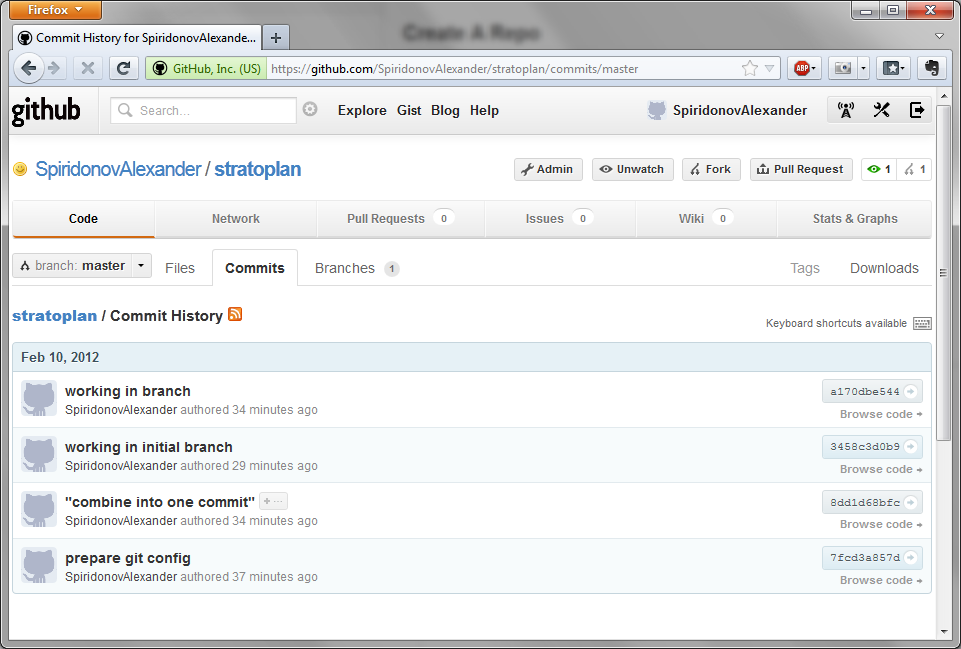 Firefox
Create A Repo
Commit History for SpiridonovAlexande...
GitHub, Inc. (US) https://github.com/SpiridonovAlexander/stratoplan/commits/master ABP
github Search... Explore Gist Blog Help SpiridonovAlexander
SpiridonovAlexander / stratoplan Admin Unwatch Fork Pull Request 1 1
Code Network Pull Requests 0 Issues 0 Wiki 0 Stats & Graphs
branch: master Files Commits Branches 1 Tags Downloads
stratoplan / Commit History
Keyboard shortcuts available
Feb 10, 2012
working in branch a170dbe544
SpiridonovAlexander authored 34 minutes ago Browse code
working in initial branch 3458c3d0b9
SpiridonovAlexander authored 29 minutes ago Browse code
"combine into one commit" + ... 8dd1d68bfc
SpiridonovAlexander authored 34 minutes ago Browse code
prepare git config 7fcd3a857d
SpiridonovAlexander authored 37 minutes ago Browse code